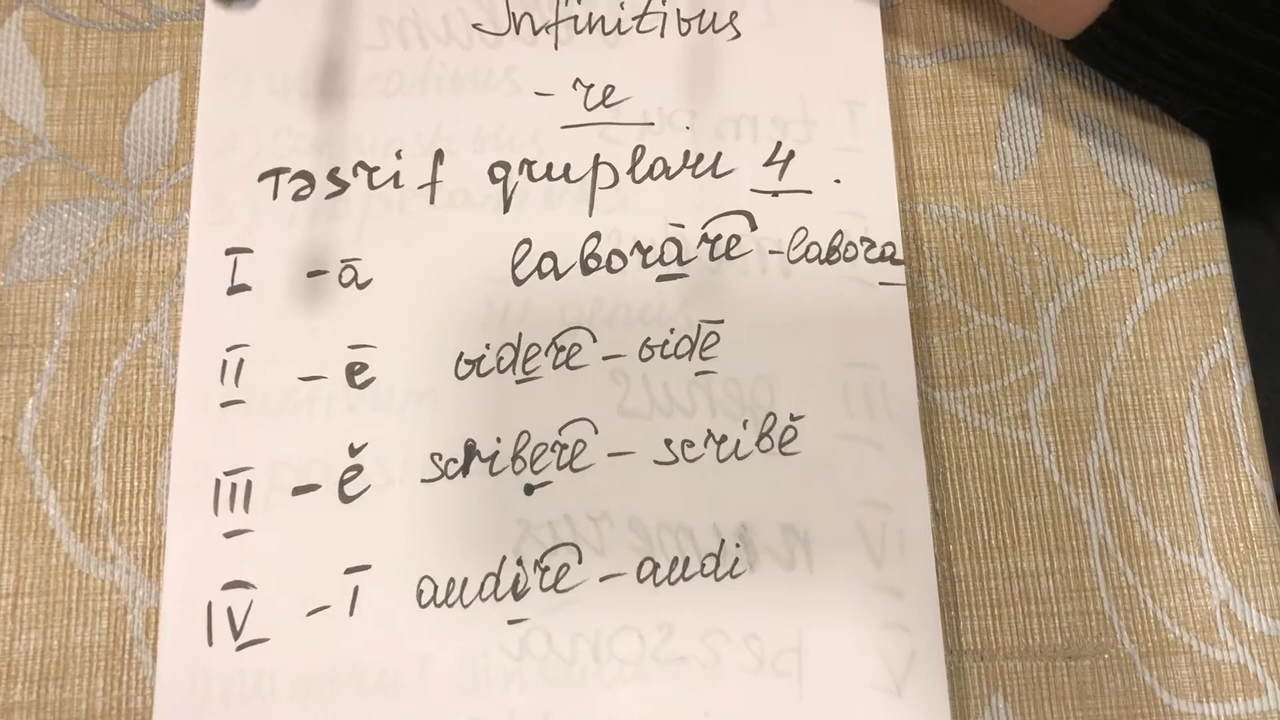 Infinitivus
- re
Təsrif qrupları 4.
I - ā laborāre - labora
II - ē videre - vidē
III - ĕ scribere - scribĕ
IV - ī audire - audi